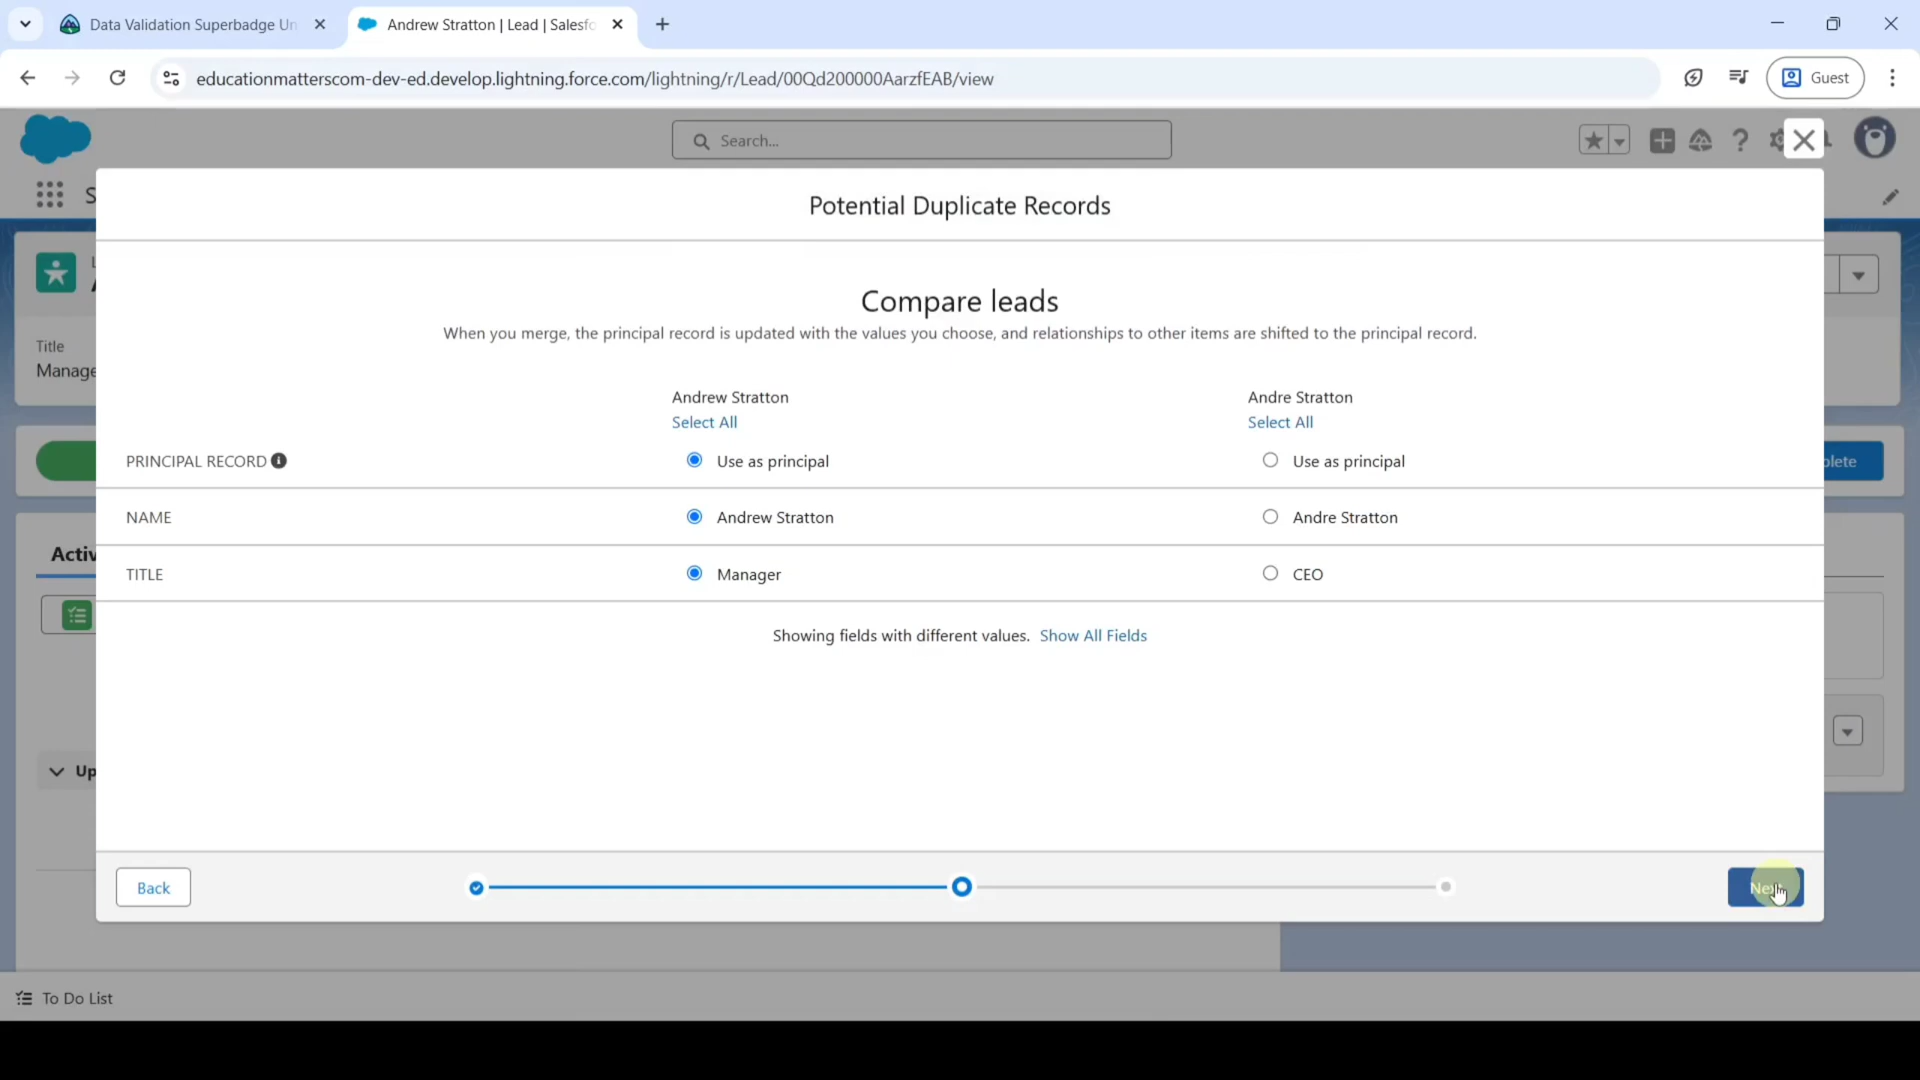 Data Validation Superbadge Un
Andrew Stratton | Lead | Salesfo
educationmatterscom-dev-ed.develop.lightning.force.com/lightning/r/Lead/00Qd200000AarzfEAB/view
Guest
Search...
S
Potential Duplicate Records
Compare leads
When you merge, the principal record is updated with the values you choose, and relationships to other items are shifted to the principal record.
Title
Manage
Andrew Stratton
Andre Stratton
Select All
Select All
PRINCIPAL RECORD
Use as principal
Use as principal
plete
NAME
Andrew Stratton
Andre Stratton
Activ
TITLE
Manager
CEO
Showing fields with different values. Show All Fields
Up
Back
Next
To Do List